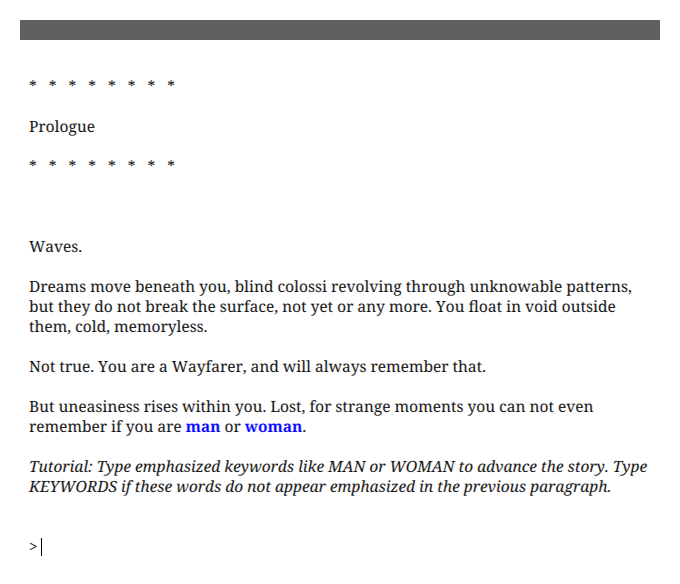 * * * * * * * *
Prologue
* * * * * * * *
Waves.
Dreams move beneath you, blind colossi revolving through unknowable patterns,
but they do not break the surface, not yet or any more. You float in void outside
them, cold, memoryless.
Not true. You are a Wayfarer, and will always remember that.
But uneasiness rises within you. Lost, for strange moments you can not even
remember if you are man or woman.
Tutorial: Type emphasized keywords like MAN or WOMAN to advance the story. Type
KEYWORDS if these words do not appear emphasized in the previous paragraph.
>